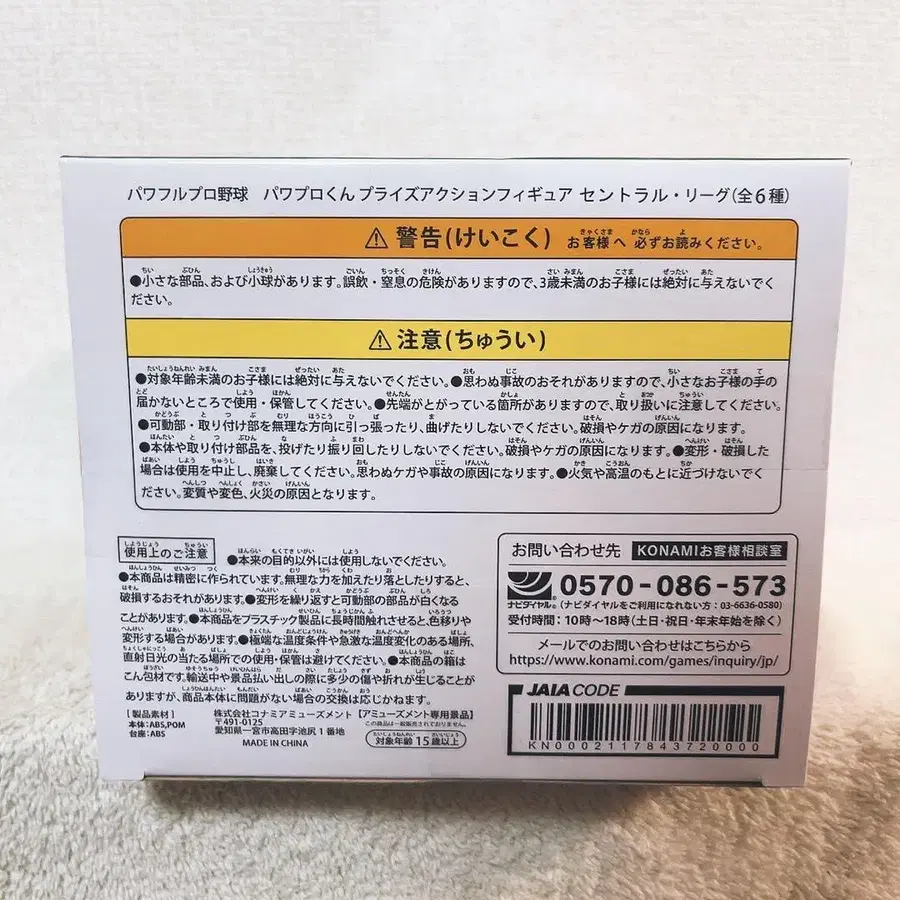 パワフルプロ野球　パワプロくん プライズアクションフィギュア セントラル・リーグ(全6種)
⚠ 警告(けいこく) お客様へ 必ずお読みください。
●小さな部品、および小球があります。誤飲・窒息の危険がありますので、3歳未満のお子様には絶対に与えないでく
ださい。
⚠ 注意(ちゅうい)
●対象年齢未満のお子様には絶対に与えないでください。●思わぬ事故のおそれがありますので、小さなお子様の手の
届かないところで使用・保管してください。●先端がとがっている箇所がありますので、取り扱いに注意してください。
●可動部・取り付け部を無理な方向に引っ張ったり、曲げたりしないでください。破損やケガの原因になります。
●本体や取り付け部品を、投げたり振り回したりしないでください。破損やケガの原因になります。●変形・破損した
場合は使用を中止し、廃棄してください。思わぬケガや事故の原因になります。●火気や高温のもとに近づけないでく
ださい。変質や変色、火災の原因となります。
使用上のご注意
●本来の目的以外には使用しないでください。
●本商品は精密に作られています。無理な力を加えたり落としたりすると、
破損するおそれがあります。●変形を繰り返すと可動部の部品が白くなる
ことがあります。●本商品をプラスチック製品に長時間触れさせると、色移りや
変形する場合があります。●極端な温度条件や急激な温度変化のある場所、
直射日光の当たる場所での使用・保管は避けてください。●本商品の箱は
こん包材です。輸送中や景品払い出しの際に多少の傷や折れが生じることが
ありますが、商品本体に問題がない場合の交換は応じかねます。
[製品素材]
本体:ABS,POM
台座:ABS
株式会社コナミアミューズメント
〒491-0125
愛知県一宮市高田字池尻1番地
MADE IN CHINA
【アミューズメント専用景品】
この商品は一般販売されておりません。
対象年齢 15歳以上
お問い合わせ先 KONAMIお客様相談室
ナビダイヤル® 0570-086-573
(ナビダイヤルをご利用になれない方：03-6636-0580)
受付時間：10時～18時(土日・祝日・年末年始を除く)
メールでのお問い合わせはこちらから
https://www.konami.com/games/inquiry/jp/
JAIA CODE
KN0002117843720000